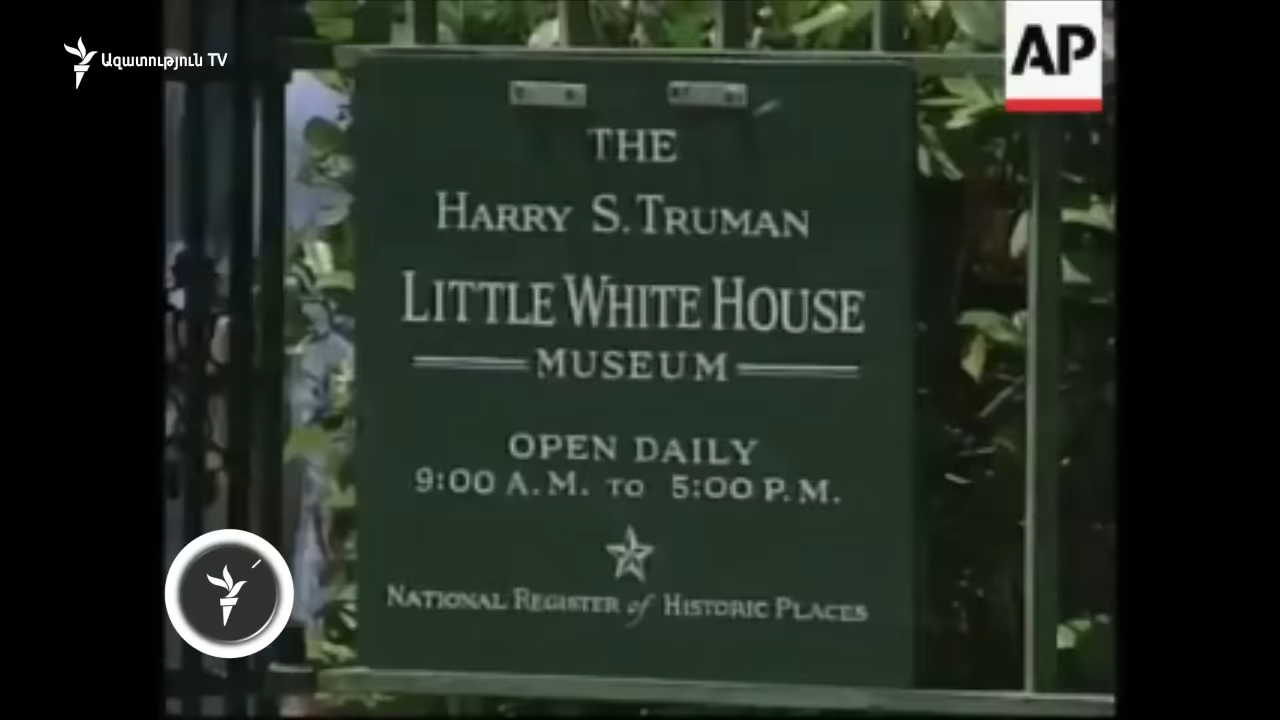 Ազատություն TV
AP
THE
HARRY S. TRUMAN
LITTLE WHITE HOUSE
MUSEUM
OPEN DAILY
9:00 A.M. TO 5:00 P.M.
NATIONAL REGISTER of HISTORIC PLACES